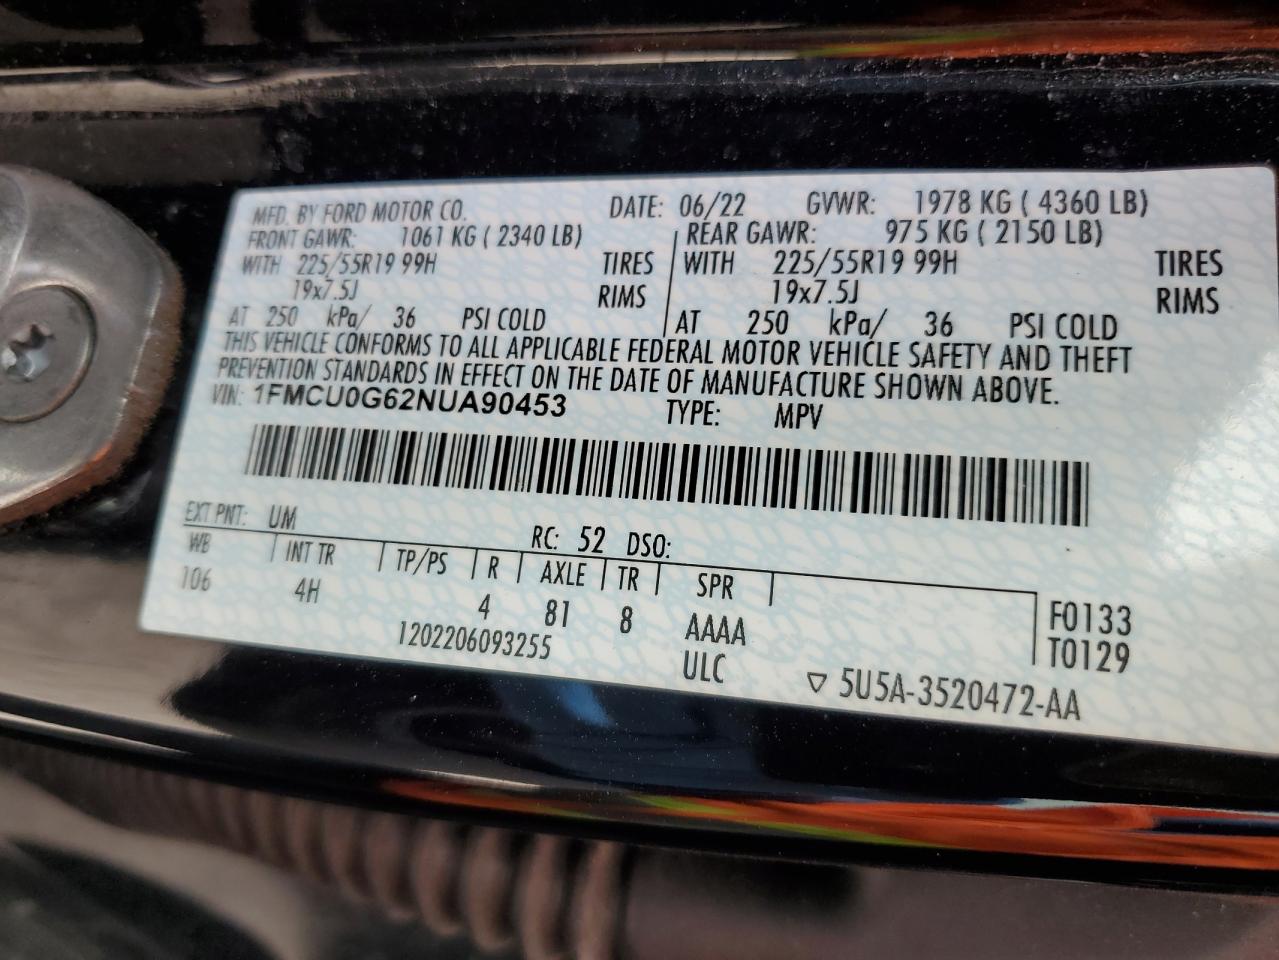 MFD. BY FORD MOTOR CO. DATE: 06/22 GVWR: 1978 KG ( 4360 LB)
FRONT GAWR: 1061 KG ( 2340 LB) REAR GAWR: 975 KG ( 2150 LB)
WITH 225/55R19 99H TIRES WITH 225/55R19 99H TIRES
19x7.5J RIMS 19x7.5J RIMS
AT 250 kPa/ 36 PSI COLD AT 250 kPa/ 36 PSI COLD
THIS VEHICLE CONFORMS TO ALL APPLICABLE FEDERAL MOTOR VEHICLE SAFETY AND THEFT
PREVENTION STANDARDS IN EFFECT ON THE DATE OF MANUFACTURE SHOWN ABOVE.
VIN: 1FMCU0G62NUA90453 TYPE: MPV
EXT PNT: UM RC: 52 DSO:
WB INT TR TP/PS R AXLE TR SPR
106 4H 4 81 8 AAAA F0133
1202206093255 ULC T0129
▽ 5U5A-3520472-AA